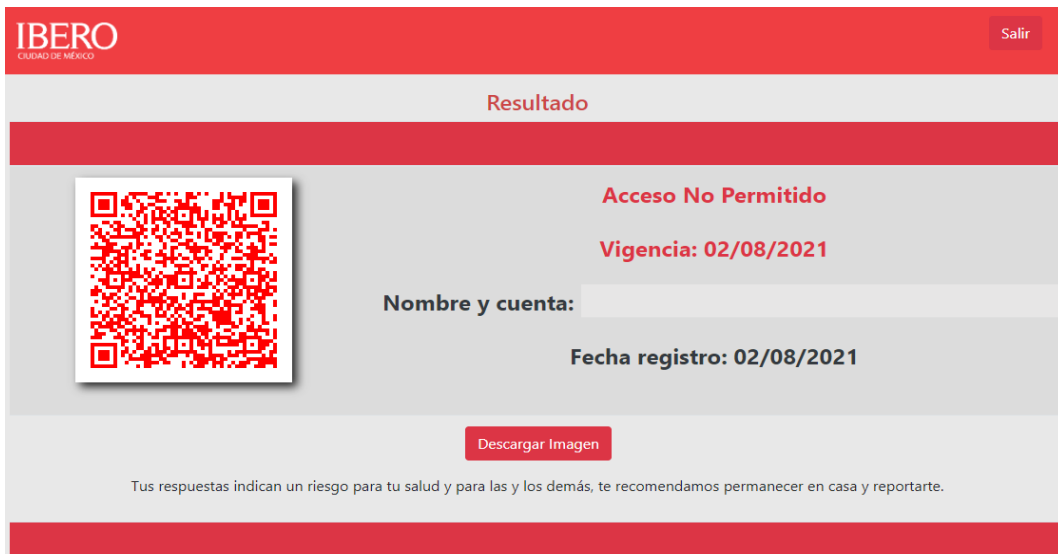 IBERO
CIUDAD DE MÉXICO
Salir
Resultado
Acceso No Permitido
Vigencia: 02/08/2021
Nombre y cuenta:
Fecha registro: 02/08/2021
Descargar Imagen
Tus respuestas indican un riesgo para tu salud y para las y los demás, te recomendamos permanecer en casa y reportarte.